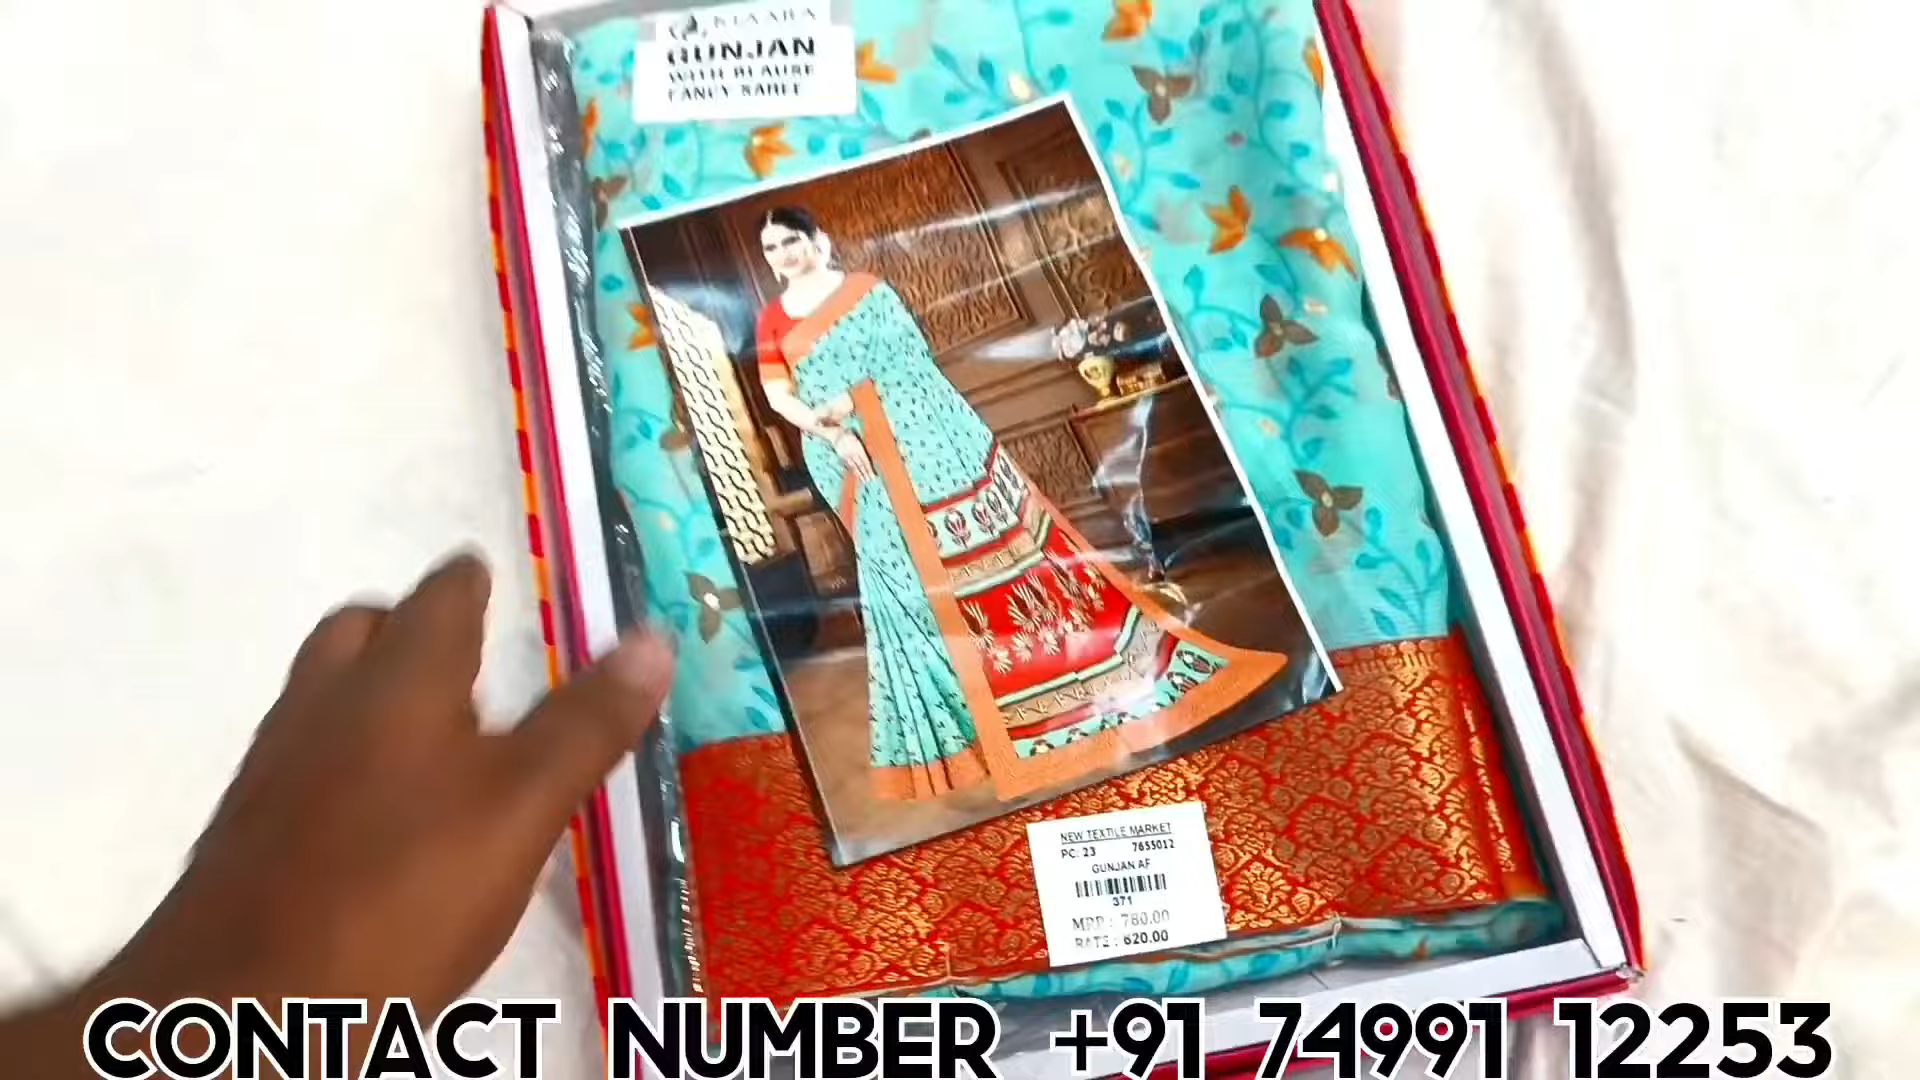 KIAARA
GUNJAN
WITH BLAUSE
FANCY SAREE
NEW TEXTILE MARKET
PC: 23 7655012
GUNJAN AF
371
MRP : 780.00
RATE : 620.00
CONTACT NUMBER +91 74991 12253